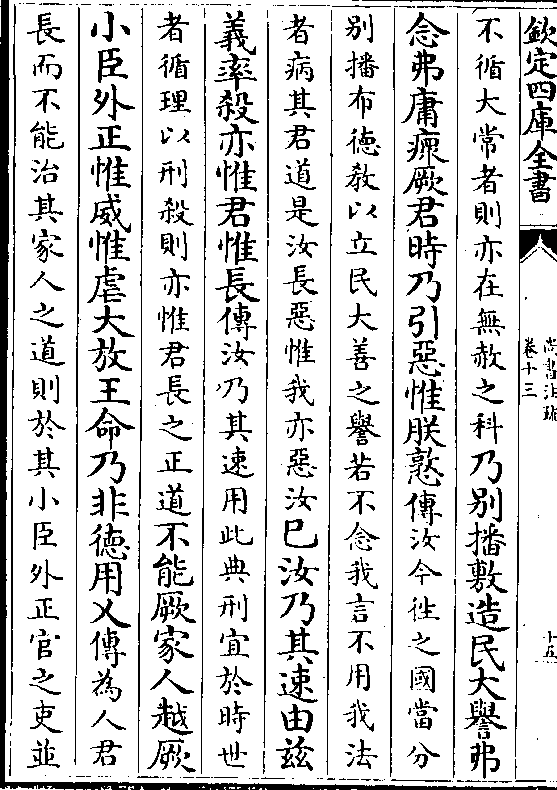 欽定四庫全書
尚書注疏
卷十三
十五
不循大常者則亦在無赦之科乃别播敷造民大譽弗
念弗庸瘝厥君時乃引惡惟朕憝傳汝今徃之國當分
别播布德教以立民大善之譽若不念我言不用我法
者病其君道是汝長惡惟我亦惡汝巳汝乃其速由兹
義率殺亦惟君惟長傳汝乃其速用此典刑宜於時世
者循理以刑殺則亦惟君長之正道不能厥家人越厥
小臣外正惟威惟虐大放王命乃非德用乂傳為人君
長而不能治其家人之道則於其小臣外正官之吏並